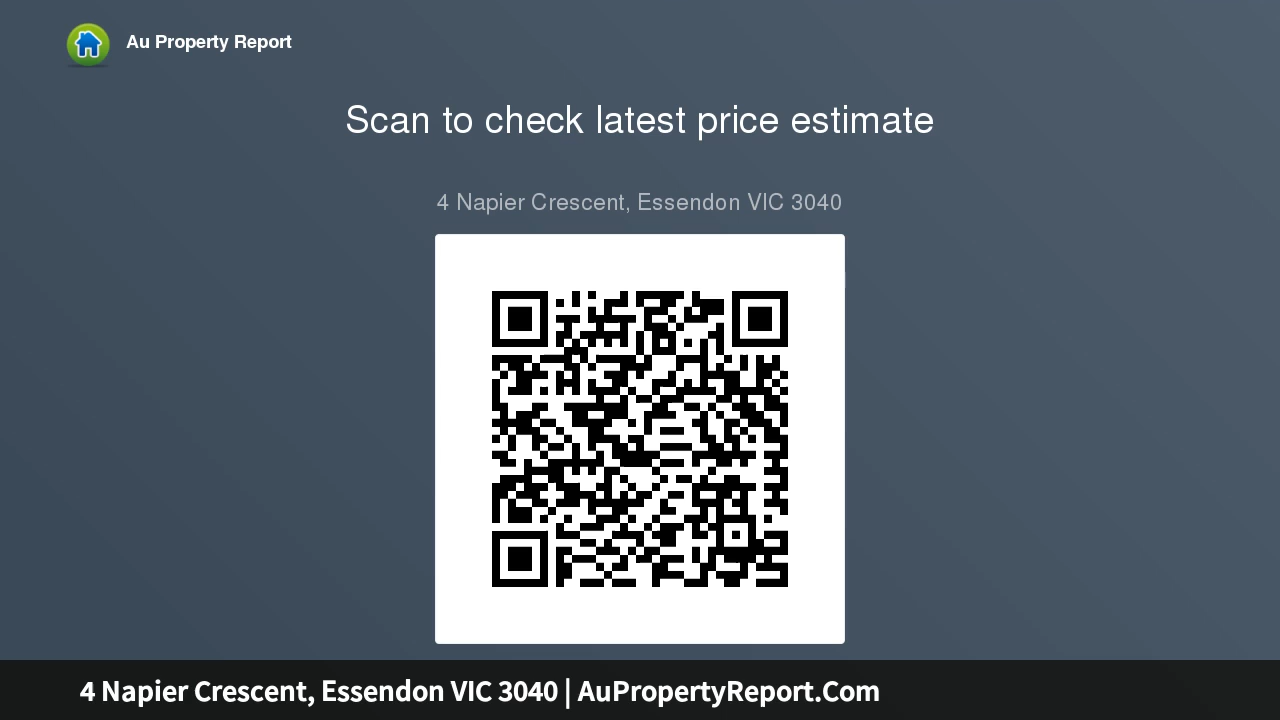 Au Property Report
Scan to check latest price estimate
4 Napier Crescent, Essendon VIC 3040
4 Napier Crescent, Essendon VIC 3040 | AuPropertyReport.Com